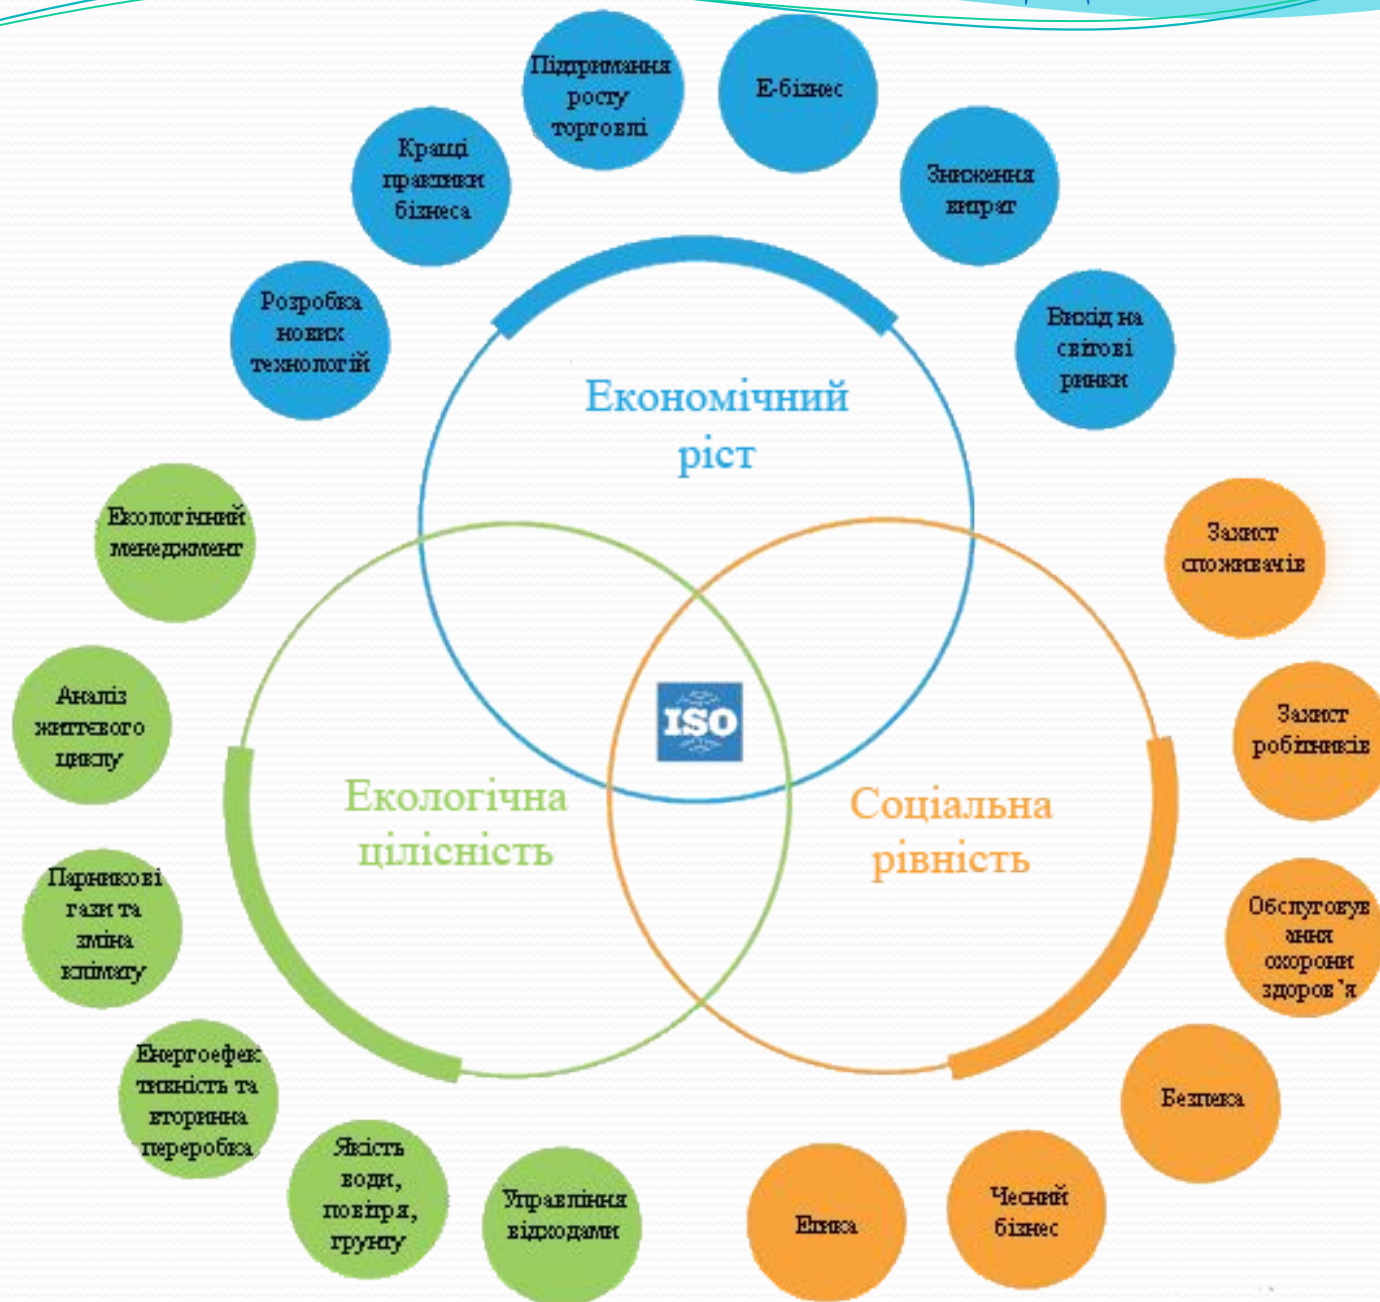 Підтримання
росту
торговлі
Е-бізнес
Кращі
практики
бізнеса
Зниження
витрат
Розробка
нових
технологій
Вихід на
світові
ринки
Економічний
ріст
Екологічний
менеджмент
Захист
споживачів
Аналіз
життєвого
циклу
ISO
Захист
робітників
Екологічна
цілісність
Соціальна
рівність
Парникові
гази та
зміна
клімату
Обслуговув
ання
охорони
здоров’я
Енергоефек
тивність та
вторинна
переробка
Безпека
Якість
води,
повітря,
грунту
Управління
відходами
Етика
Чесний
бізнес